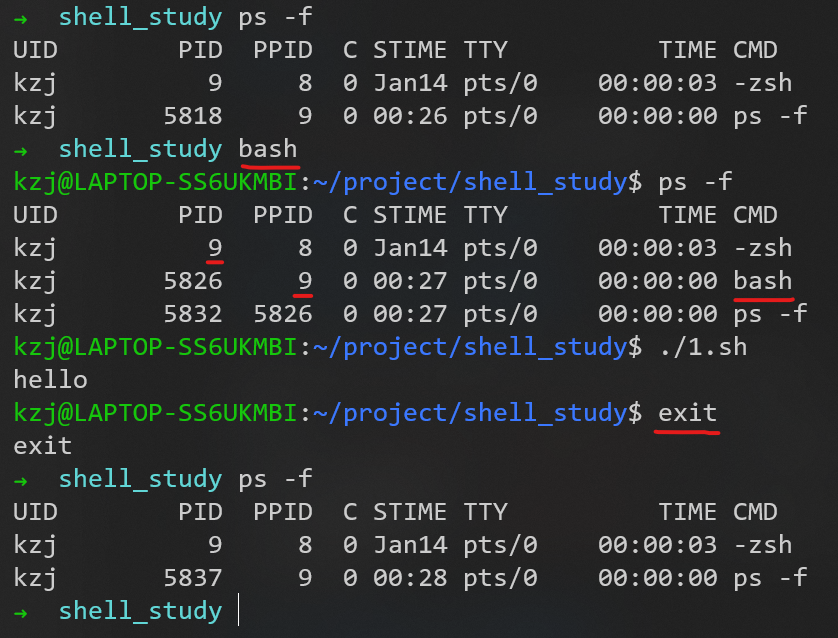 → shell_study ps -f
UID PID PPID C STIME TTY TIME CMD
kzj 9 8 0 Jan14 pts/0 00:00:03 -zsh
kzj 5818 9 0 00:26 pts/0 00:00:00 ps -f
→ shell_study bash
kzj@LAPTOP-SS6UKMBI:~/project/shell_study$ ps -f
UID PID PPID C STIME TTY TIME CMD
kzj 9 8 0 Jan14 pts/0 00:00:03 -zsh
kzj 5826 9 0 00:27 pts/0 00:00:00 bash
kzj 5832 5826 0 00:27 pts/0 00:00:00 ps -f
kzj@LAPTOP-SS6UKMBI:~/project/shell_study$ ./1.sh
hello
kzj@LAPTOP-SS6UKMBI:~/project/shell_study$ exit
exit
→ shell_study ps -f
UID PID PPID C STIME TTY TIME CMD
kzj 9 8 0 Jan14 pts/0 00:00:03 -zsh
kzj 5837 9 0 00:28 pts/0 00:00:00 ps -f
→ shell_study